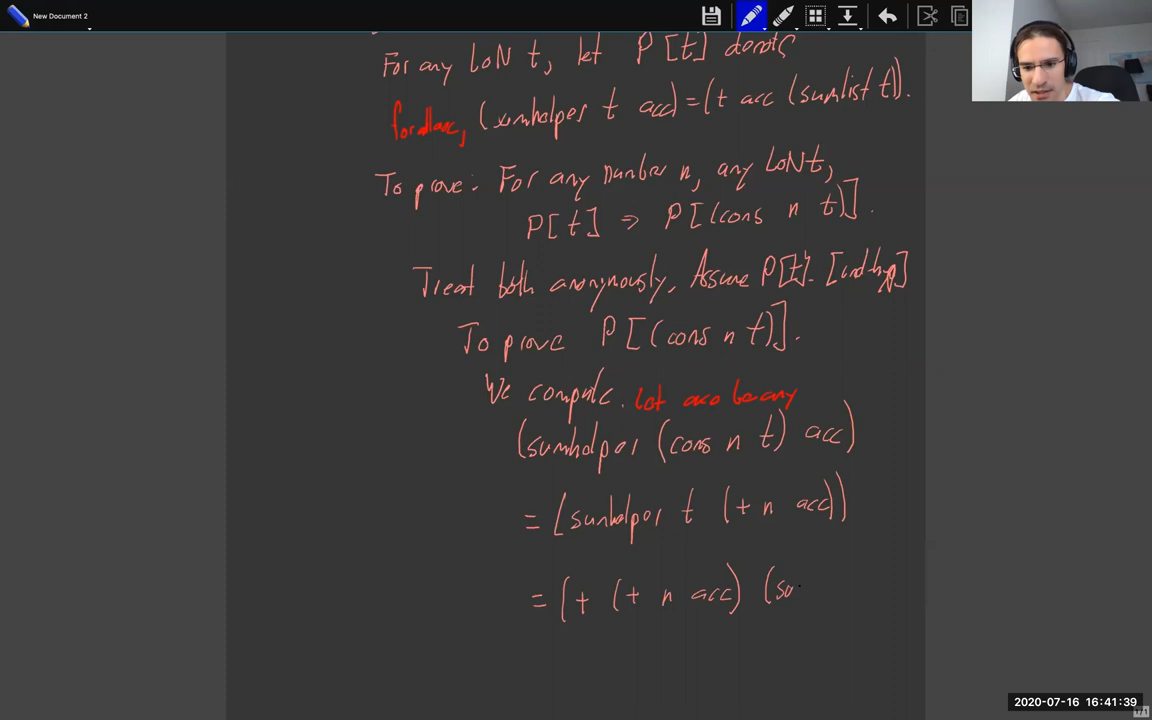 New Document 2
For any LoN t, let P[t] denote
for all acc, (sumhelper t acc) = (+ acc (sumlist t)).
To prove: For any number n, any LoN t,
P[t] => P[(cons n t)].
Treat both anonymously, Assume P[t]. [ind-hyp]
To prove P[(cons n t)].
We compute. Let acc be any
(sumhelper (cons n t) acc)
= (sumhelper t (+ n acc))
= (+ (+ n acc) (su
2020-07-16 16:41:39